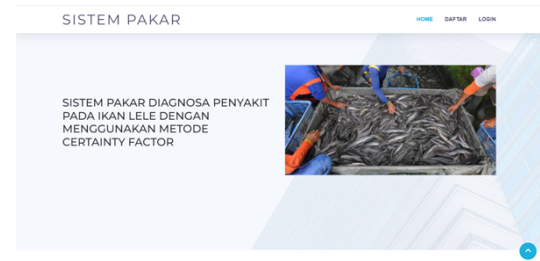 SISTEM PAKAR
HOME DAFTAR LOGIN
SISTEM PAKAR DIAGNOSA PENYAKIT
PADA IKAN LELE DENGAN
MENGGUNAKAN METODE
CERTAINTY FACTOR